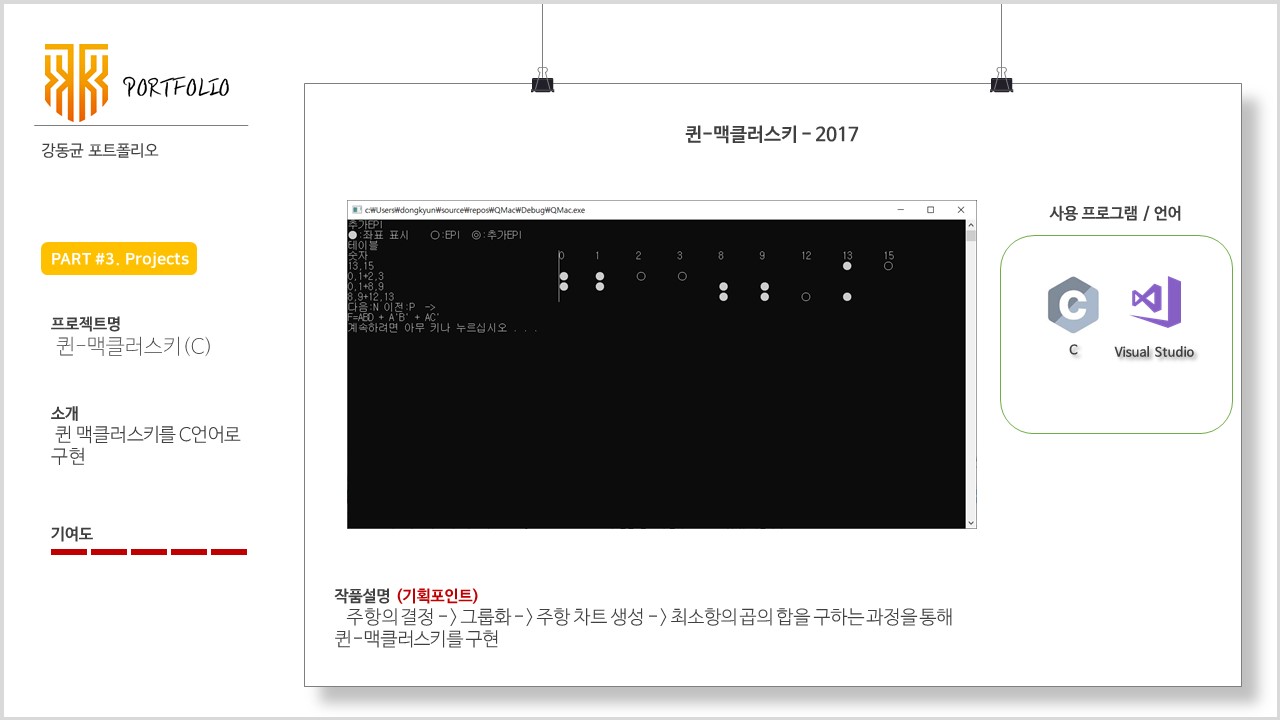 PORTFOLIO
강동균 포트폴리오
PART #3. Projects
프로젝트명
퀸-맥클러스키(C)
소개
퀸 맥클러스키를 C언어로
구현
기여도
퀸-맥클러스키 - 2017
c:₩Users₩dongkyun₩source₩repos₩QMac₩Debug₩QMac.exe
추가EPI
●:좌표 표시 ○:EPI ◎:추가EPI
테이블
숫자 0 1 2 3 8 9 12 13 15
13,15 ● ○
0,1+2,3 ● ● ○ ○
0,1+8,9 ● ● ● ●
8,9+12,13 ● ● ○ ●
다음:N 이전:P ->
F=ABD + A'B' + AC'
계속하려면 아무 키나 누르십시오 . . .
사용 프로그램 / 언어
C
C
Visual Studio
작품설명 (기획포인트)
주항의 결정 -> 그룹화 -> 주항 차트 생성 -> 최소항의 곱의 합을 구하는 과정을 통해
퀸-맥클러스키를 구현